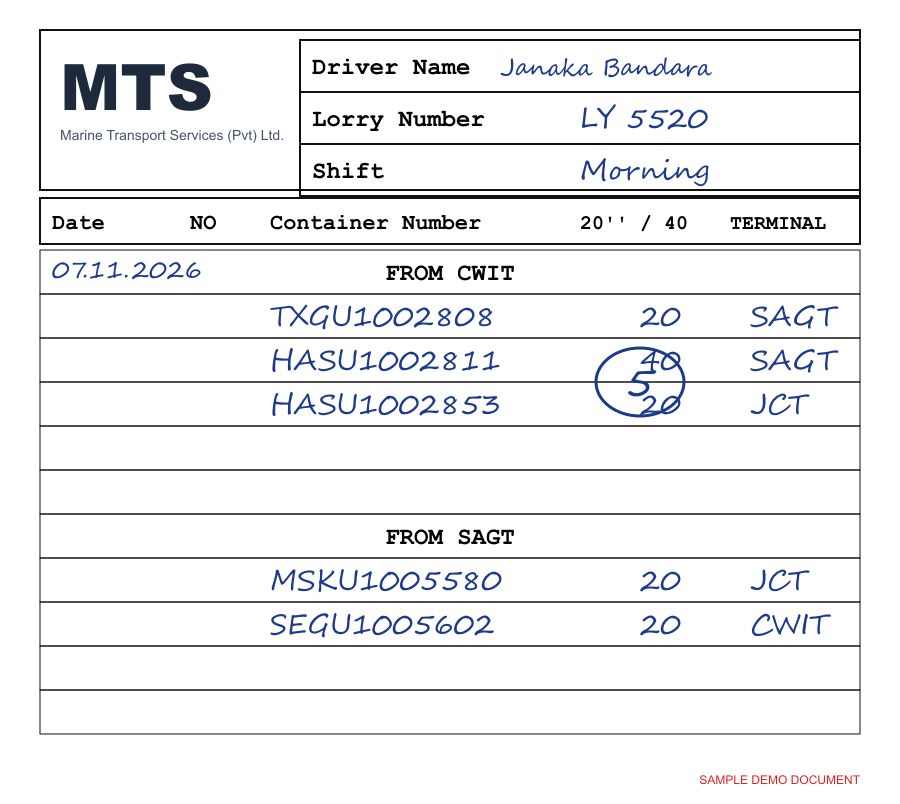 MTS
Marine Transport Services (Pvt) Ltd.
Driver Name Janaka Bandara
Lorry Number LY 5520
Shift Morning
Date NO Container Number 20'' / 40 TERMINAL
07.11.2026 FROM CWIT
TXGU1002808 20 SAGT
HASU1002811 40 SAGT
5
HASU1002853 20 JCT
FROM SAGT
MSKU1005580 20 JCT
SEGU1005602 20 CWIT
SAMPLE DEMO DOCUMENT